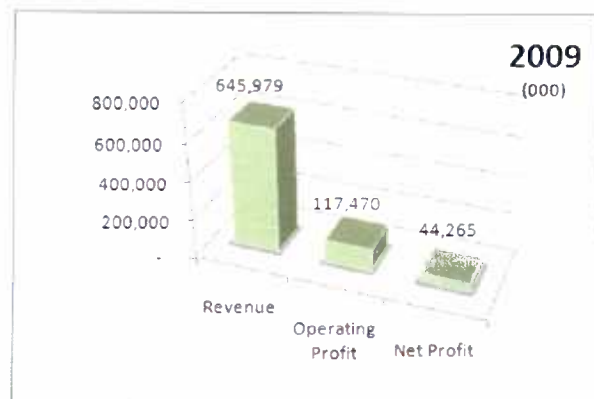 2009
(000)
800,000
600,000
400,000
200,000
-
645,979
117,470
44,265
Revenue
Operating
Profit
Net Profit